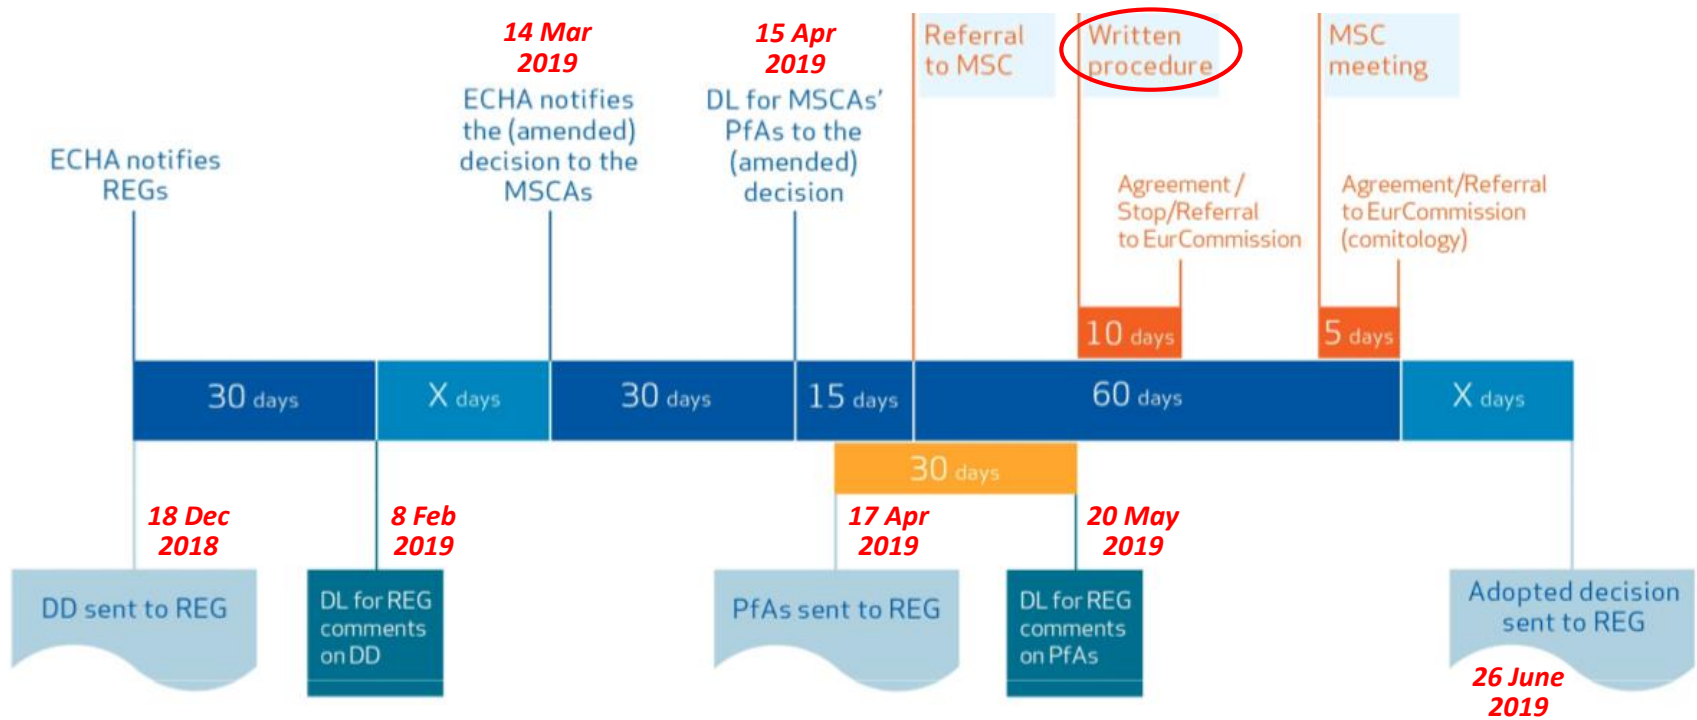 14 Mar
2019
ECHA notifies
the (amended)
decision to the
MSCAs
15 Apr
2019
DL for MSCAs'
PfAs to the
(amended)
decision
Referral
to MSC
Written
procedure
MSC
meeting
ECHA notifies
REGs
Agreement /
Stop/Referral
to EurCommission
Agreement/Referral
to EurCommission
(comitology)
10 days
5 days
30 days
X days
30 days
15 days
60 days
X days
30 days
18 Dec
2018
8 Feb
2019
17 Apr
2019
20 May
2019
DD sent to REG
DL for REG
comments
on DD
PfAs sent to REG
DL for REG
comments
on PfAs
Adopted decision
sent to REG
26 June
2019